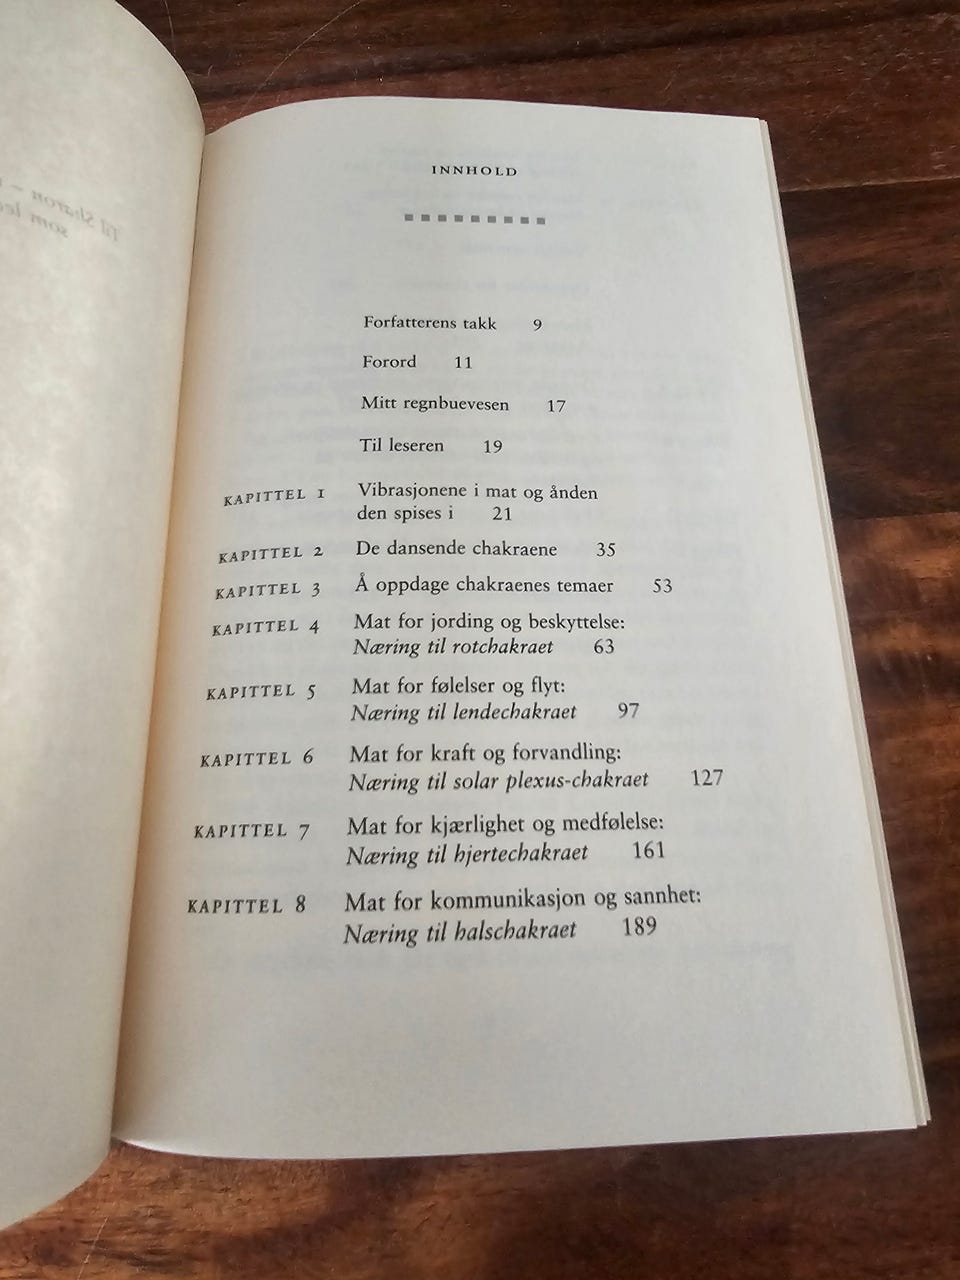 Til Sharon –
som
INNHOLD
Forfatterens takk 9
Forord 11
Mitt regnbuevesen 17
Til leseren 19
KAPITTEL 1 Vibrasjonene i mat og ånden
den spises i 21
KAPITTEL 2 De dansende chakraene 35
KAPITTEL 3 Å oppdage chakraenes temaer 53
KAPITTEL 4 Mat for jording og beskyttelse:
Næring til rotchakraet 63
KAPITTEL 5 Mat for følelser og flyt:
Næring til lendechakraet 97
KAPITTEL 6 Mat for kraft og forvandling:
Næring til solar plexus-chakraet 127
KAPITTEL 7 Mat for kjærlighet og medfølelse:
Næring til hjertechakraet 161
KAPITTEL 8 Mat for kommunikasjon og sannhet:
Næring til halschakraet 189